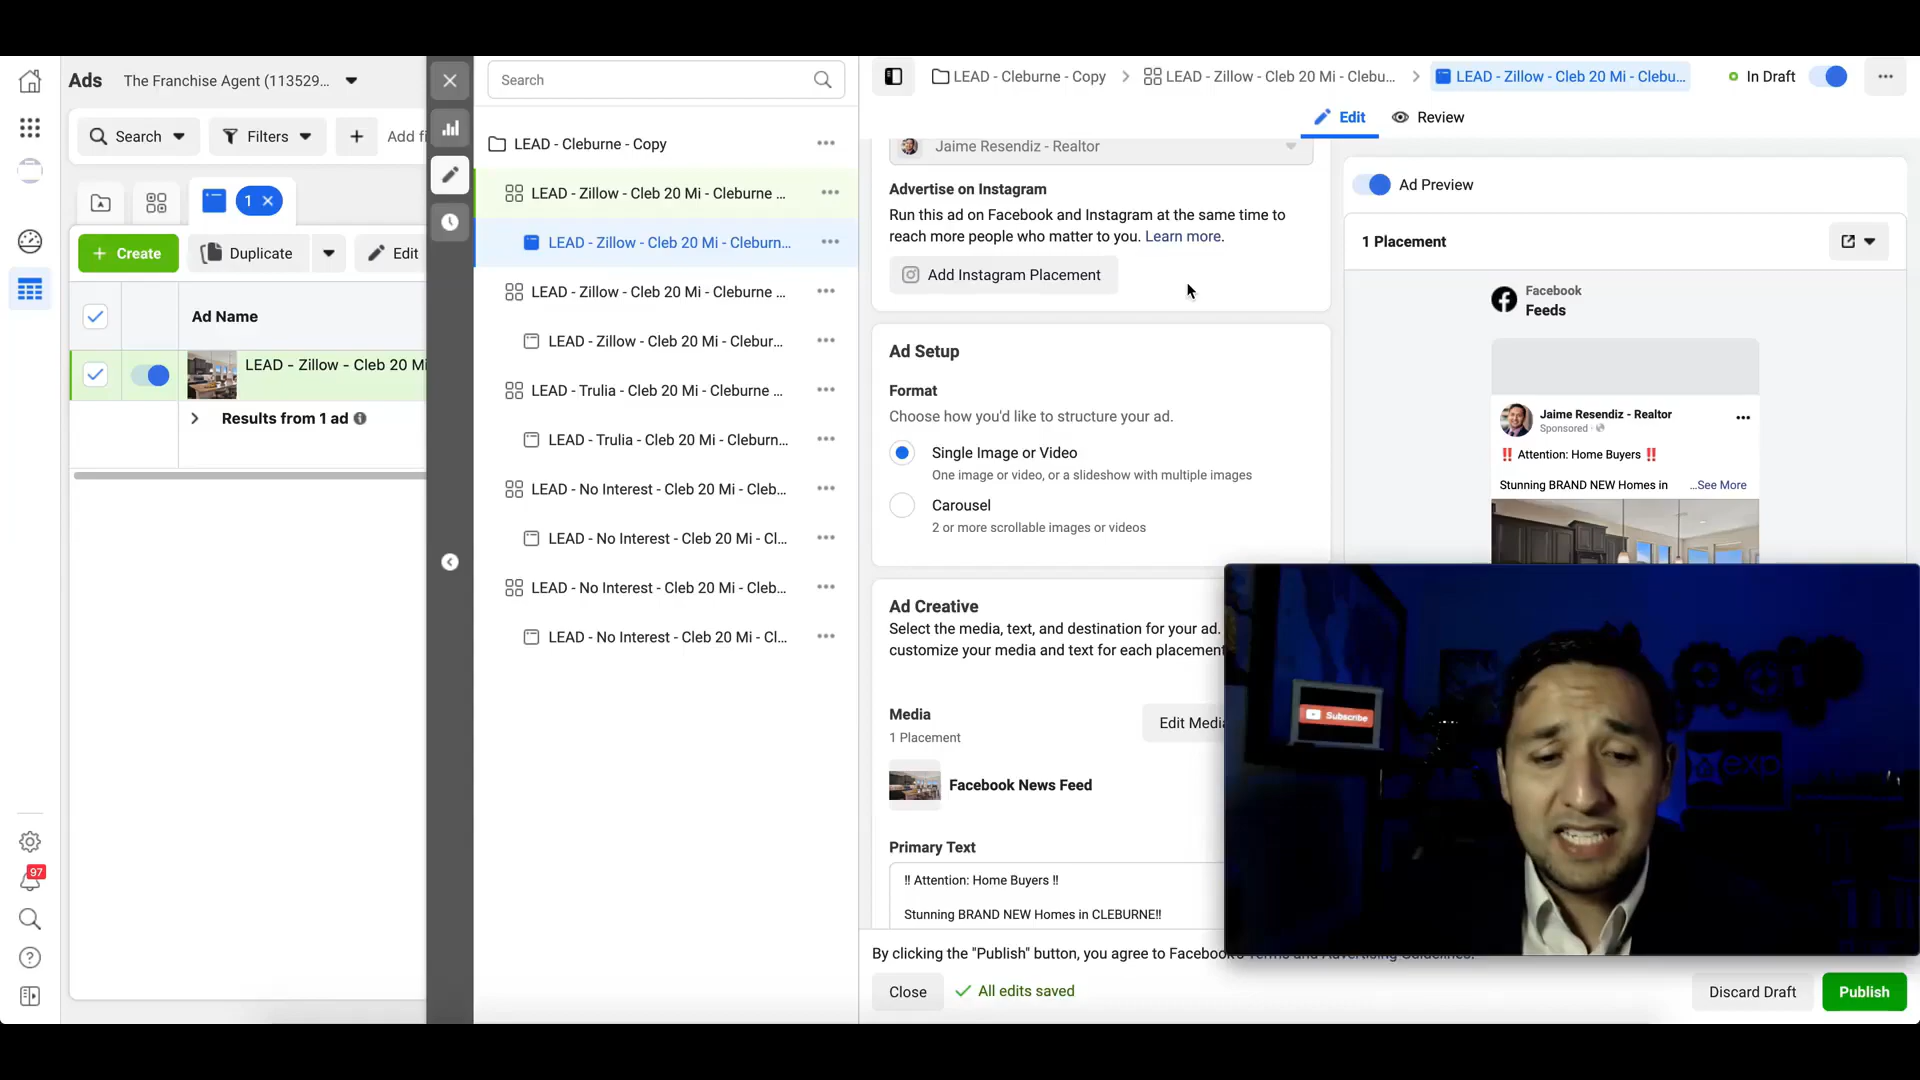 Ads
The Franchise Agent (113529...
Search
Filters
Add fi
1
Create
Duplicate
Edit
Ad Name
LEAD - Zillow - Cleb 20 Mi
Results from 1 ad
97
Search
LEAD - Cleburne - Copy
LEAD - Zillow - Cleb 20 Mi - Cleburne ...
LEAD - Zillow - Cleb 20 Mi - Cleburn...
LEAD - Zillow - Cleb 20 Mi - Cleburne ...
LEAD - Zillow - Cleb 20 Mi - Clebur...
LEAD - Trulia - Cleb 20 Mi - Cleburne ...
LEAD - Trulia - Cleb 20 Mi - Cleburn...
LEAD - No Interest - Cleb 20 Mi - Cleb...
LEAD - No Interest - Cleb 20 Mi - Cl...
LEAD - No Interest - Cleb 20 Mi - Cleb...
LEAD - No Interest - Cleb 20 Mi - Cl...
LEAD - Cleburne - Copy
LEAD - Zillow - Cleb 20 Mi - Clebu...
LEAD - Zillow - Cleb 20 Mi - Clebu...
In Draft
Edit
Review
Jaime Resendiz - Realtor
Advertise on Instagram
Run this ad on Facebook and Instagram at the same time to
reach more people who matter to you. Learn more.
Add Instagram Placement
Ad Setup
Format
Choose how you'd like to structure your ad.
Single Image or Video
One image or video, or a slideshow with multiple images
Carousel
2 or more scrollable images or videos
Ad Creative
Select the media, text, and destination for your ad.
customize your media and text for each placement
Media
1 Placement
Edit Media
Facebook News Feed
Primary Text
‼ Attention: Home Buyers ‼
Stunning BRAND NEW Homes in CLEBURNE‼
By clicking the "Publish" button, you agree to Facebook's Terms and Advertising Guidelines.
Close
All edits saved
Discard Draft
Publish
Ad Preview
1 Placement
Facebook
Feeds
Jaime Resendiz - Realtor
Sponsored ·
‼ Attention: Home Buyers ‼
Stunning BRAND NEW Homes in ...See More
Subscribe
exp